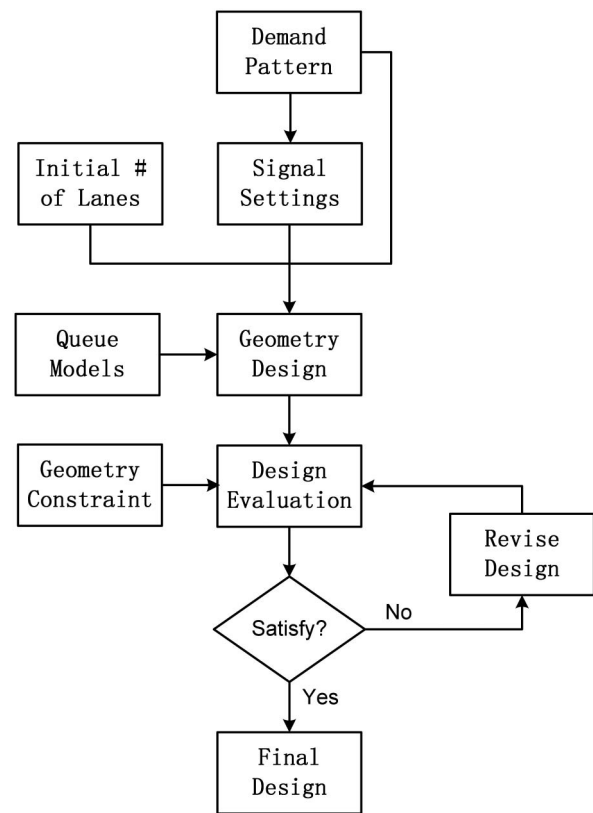 Demand
Pattern
Initial #
of Lanes
Signal
Settings
Queue
Models
Geometry
Design
Geometry
Constraint
Design
Evaluation
Revise
Design
Satisfy?
No
Yes
Final
Design